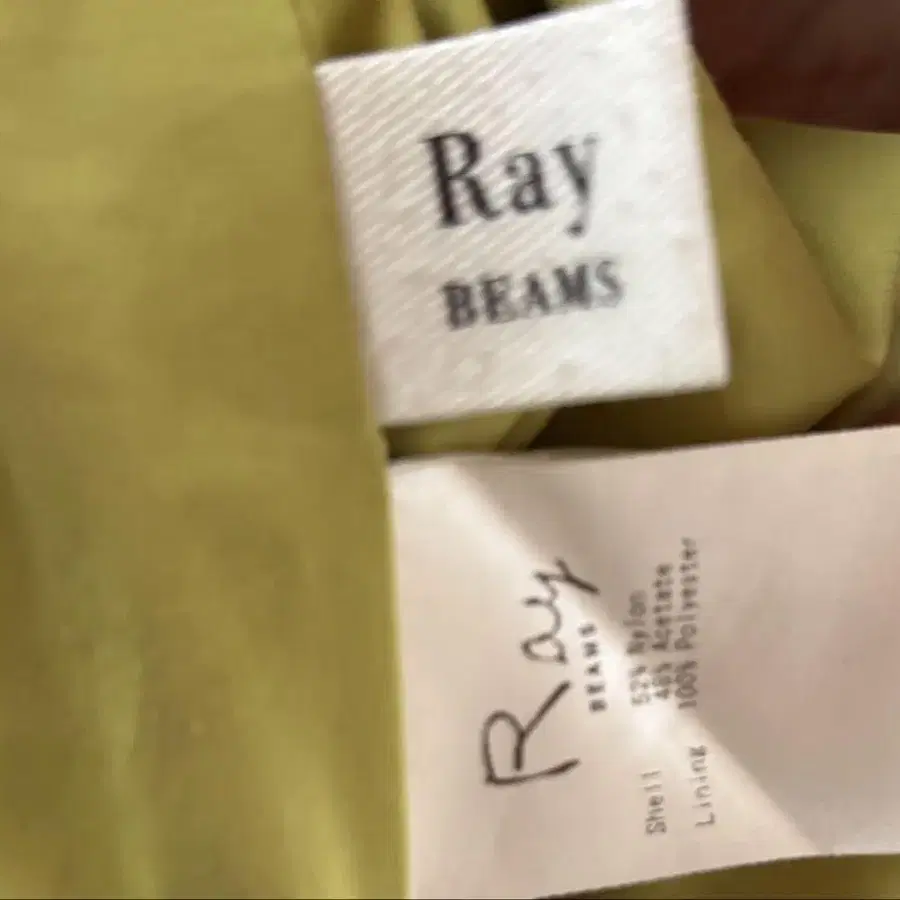 Ray
BEAMS
Ray
BEAMS
Shell 52% Nylon
48% Acetate
Lining 100% Polyester